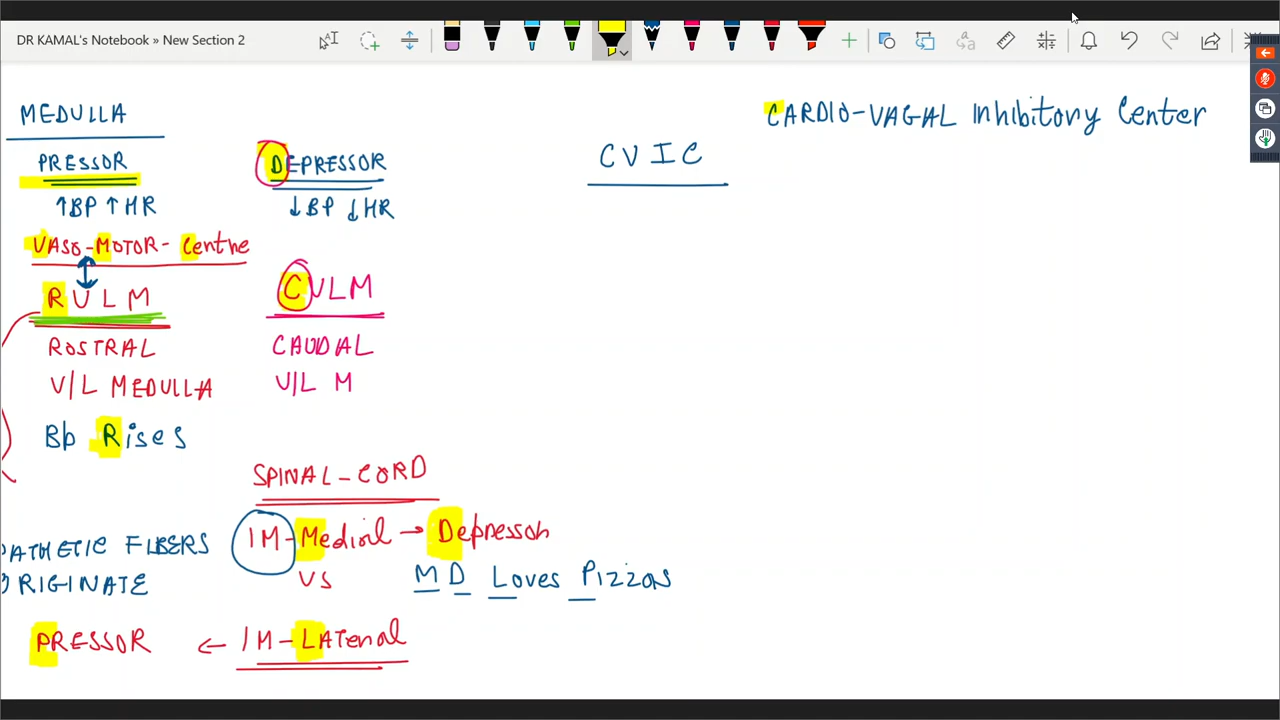 DR KAMAL's Notebook » New Section 2
MEDULLA
PRESSOR
↑BP ↑HR
VASO-MOTOR-Centre
RVLM
ROSTRAL
V/L MEDULLA
Bp Rises
DEPRESSOR
↓BP ↓HR
CVLM
CAUDAL
V/L M
CVIC
CARDIO-VAGAL Inhibitory Center
SPINAL-CORD
IM-Medial → Depressor
VS
MD Loves Pizzas
PRESSOR ← IM-LATeral
PATHETIC FIBERS
ORIGINATE